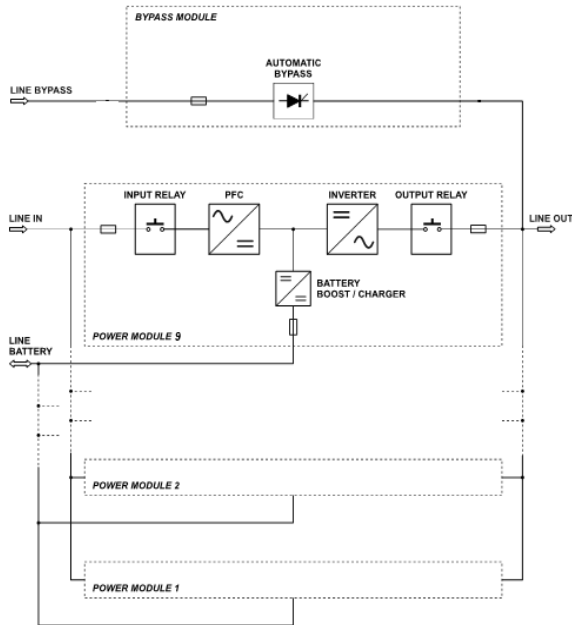 BYPASS MODULE
AUTOMATIC
BYPASS
LINE BYPASS
INPUT RELAY
PFC
INVERTER
OUTPUT RELAY
LINE IN
LINE OUT
BATTERY
BOOST / CHARGER
POWER MODULE 9
LINE
BATTERY
POWER MODULE 2
POWER MODULE 1